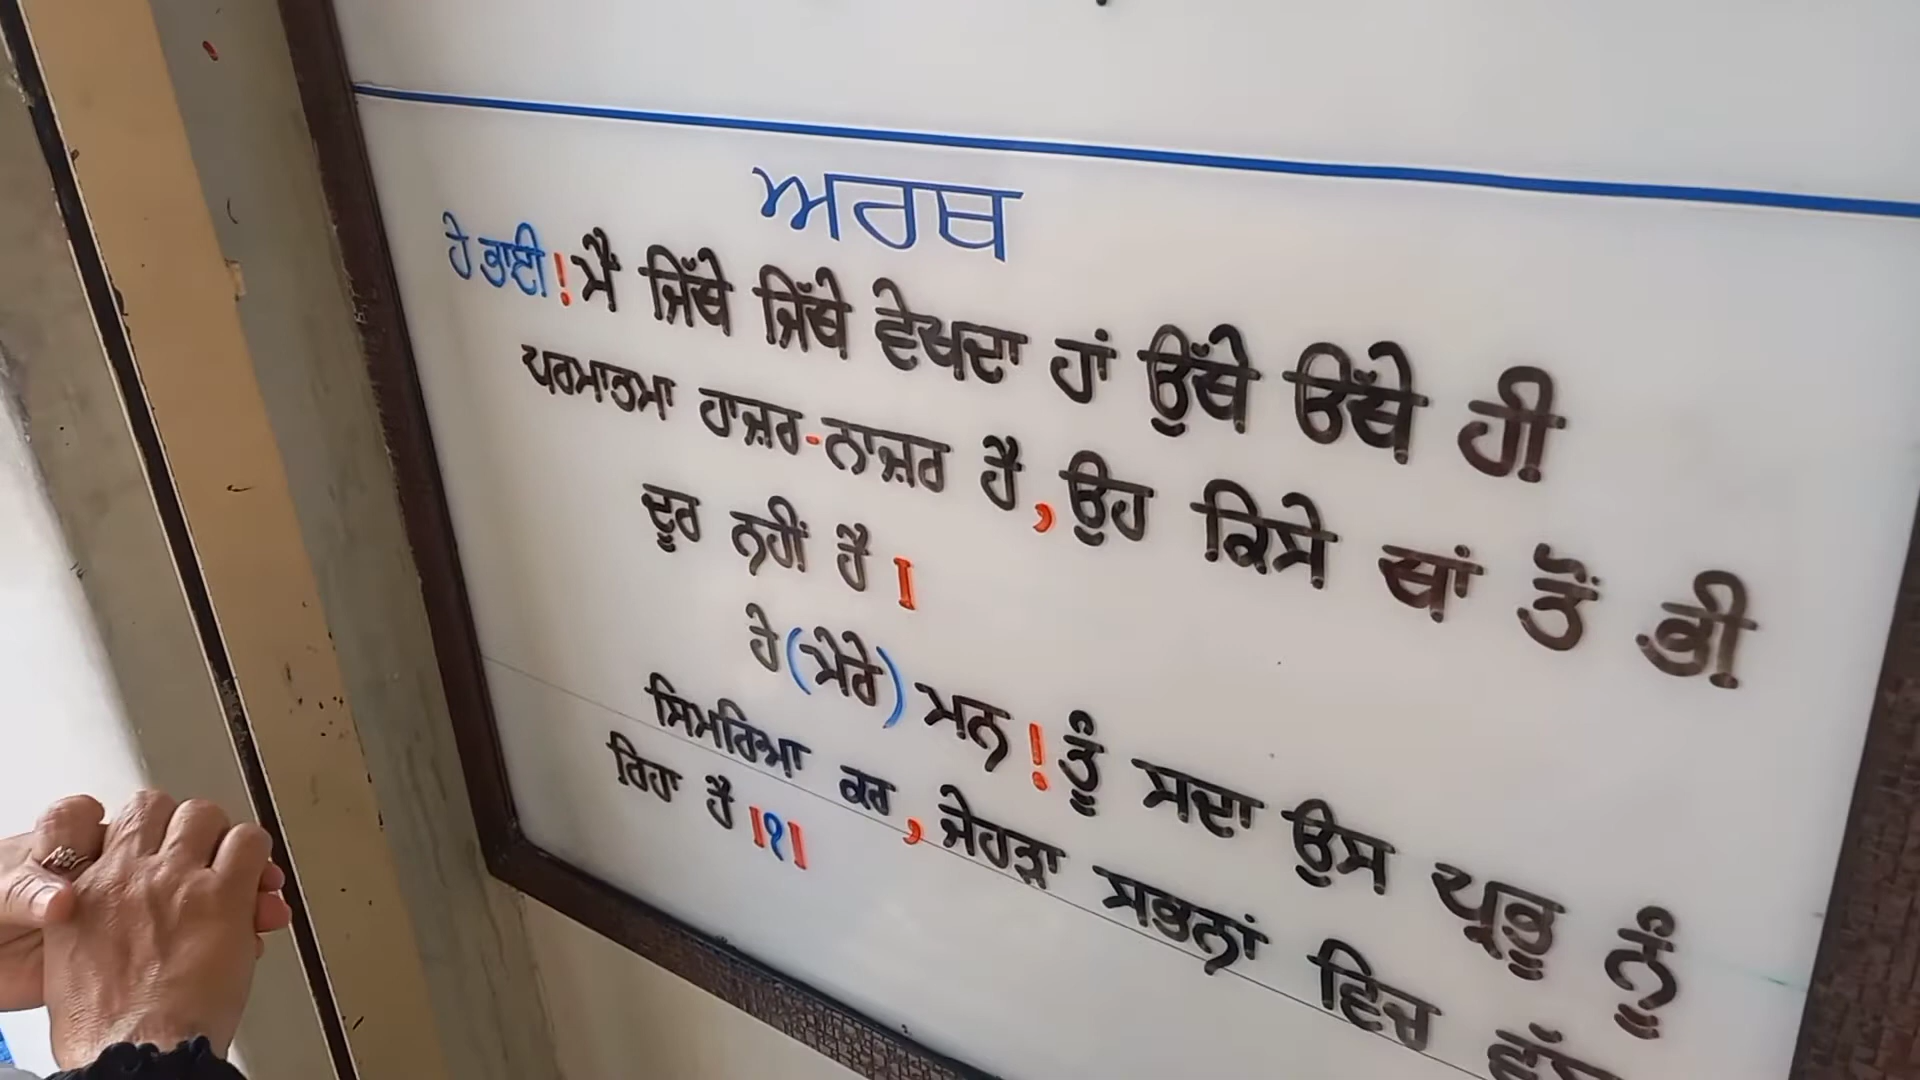 ਅਰਥ
ਹੇ ਭਾਈ! ਮੈਂ ਜਿੱਥੇ ਜਿੱਥੇ ਵੇਖਦਾ ਹਾਂ ਉੱਥੇ ਉੱਥੇ ਹੀ
ਪਰਮਾਤਮਾ ਹਾਜ਼ਰ-ਨਾਜ਼ਰ ਹੈ, ਉਹ ਕਿਸੇ ਥਾਂ ਤੋਂ ਭੀ
ਦੂਰ ਨਹੀਂ ਹੈ।
ਹੇ (ਮੇਰੇ) ਮਨ! ਤੂੰ ਸਦਾ ਉਸ ਪ੍ਰਭੂ ਨੂੰ
ਸਿਮਰਿਆ ਕਰ, ਜੇਹੜਾ ਸਭਨਾਂ ਵਿਚ
ਰਿਹਾ ਹੈ।੧।